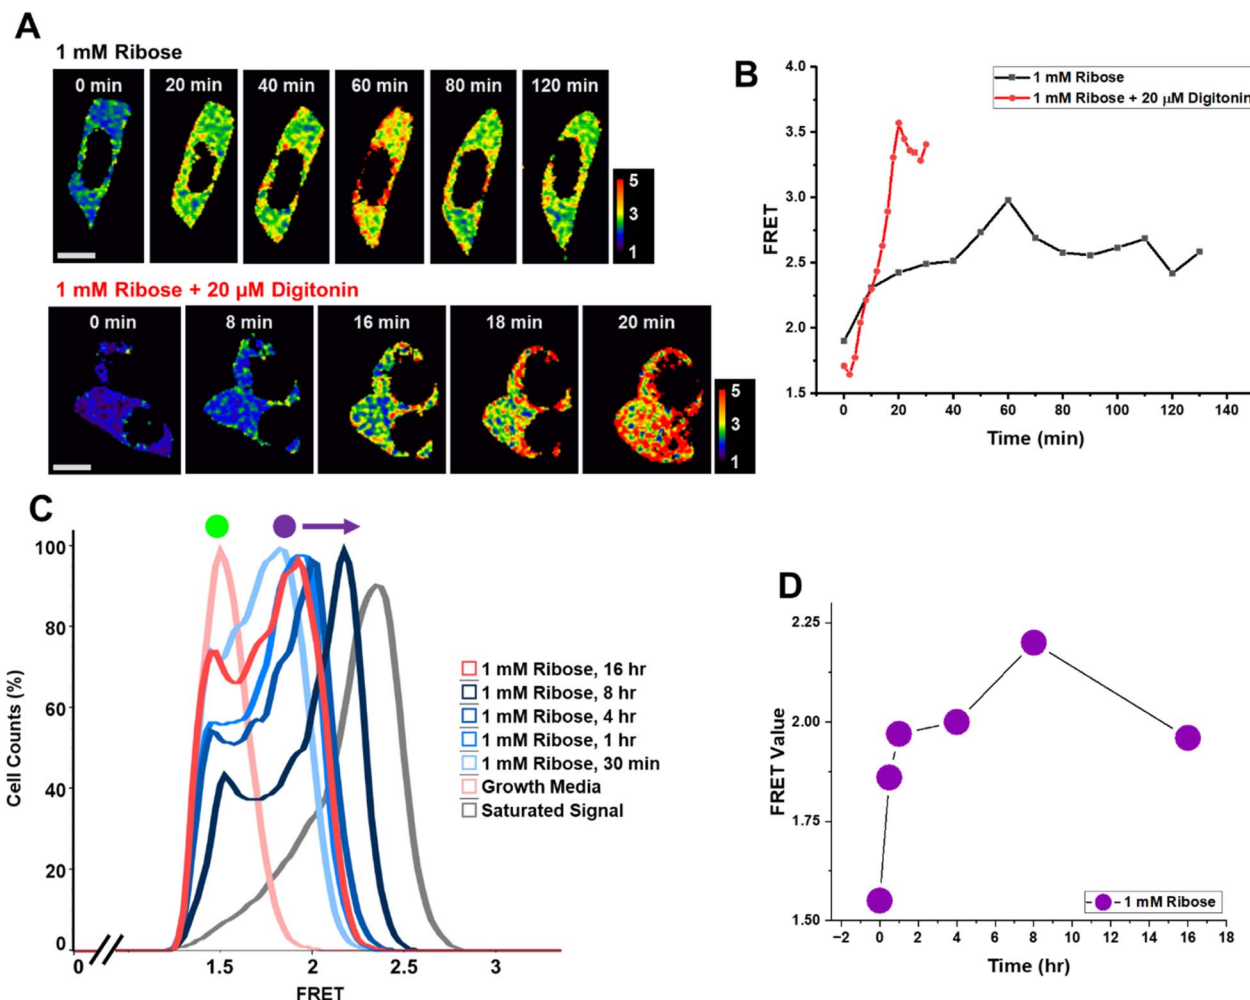 A
1 mM Ribose
0 min 20 min 40 min 60 min 80 min 120 min
5
3
1
1 mM Ribose + 20 µM Digitonin
0 min 8 min 16 min 18 min 20 min
5
3
1
B
4.0
3.5
3.0
2.5
2.0
1.5
FRET
1 mM Ribose
1 mM Ribose + 20 µM Digitonin
0 20 40 60 80 100 120 140
Time (min)
C
100
80
60
40
20
0
Cell Counts (%)
1 mM Ribose, 16 hr
1 mM Ribose, 8 hr
1 mM Ribose, 4 hr
1 mM Ribose, 1 hr
1 mM Ribose, 30 min
Growth Media
Saturated Signal
0 1.5 2 2.5 3
FRET
D
2.25
2.00
1.75
1.50
FRET Value
1 mM Ribose
−2 0 2 4 6 8 10 12 14 16 18
Time (hr)